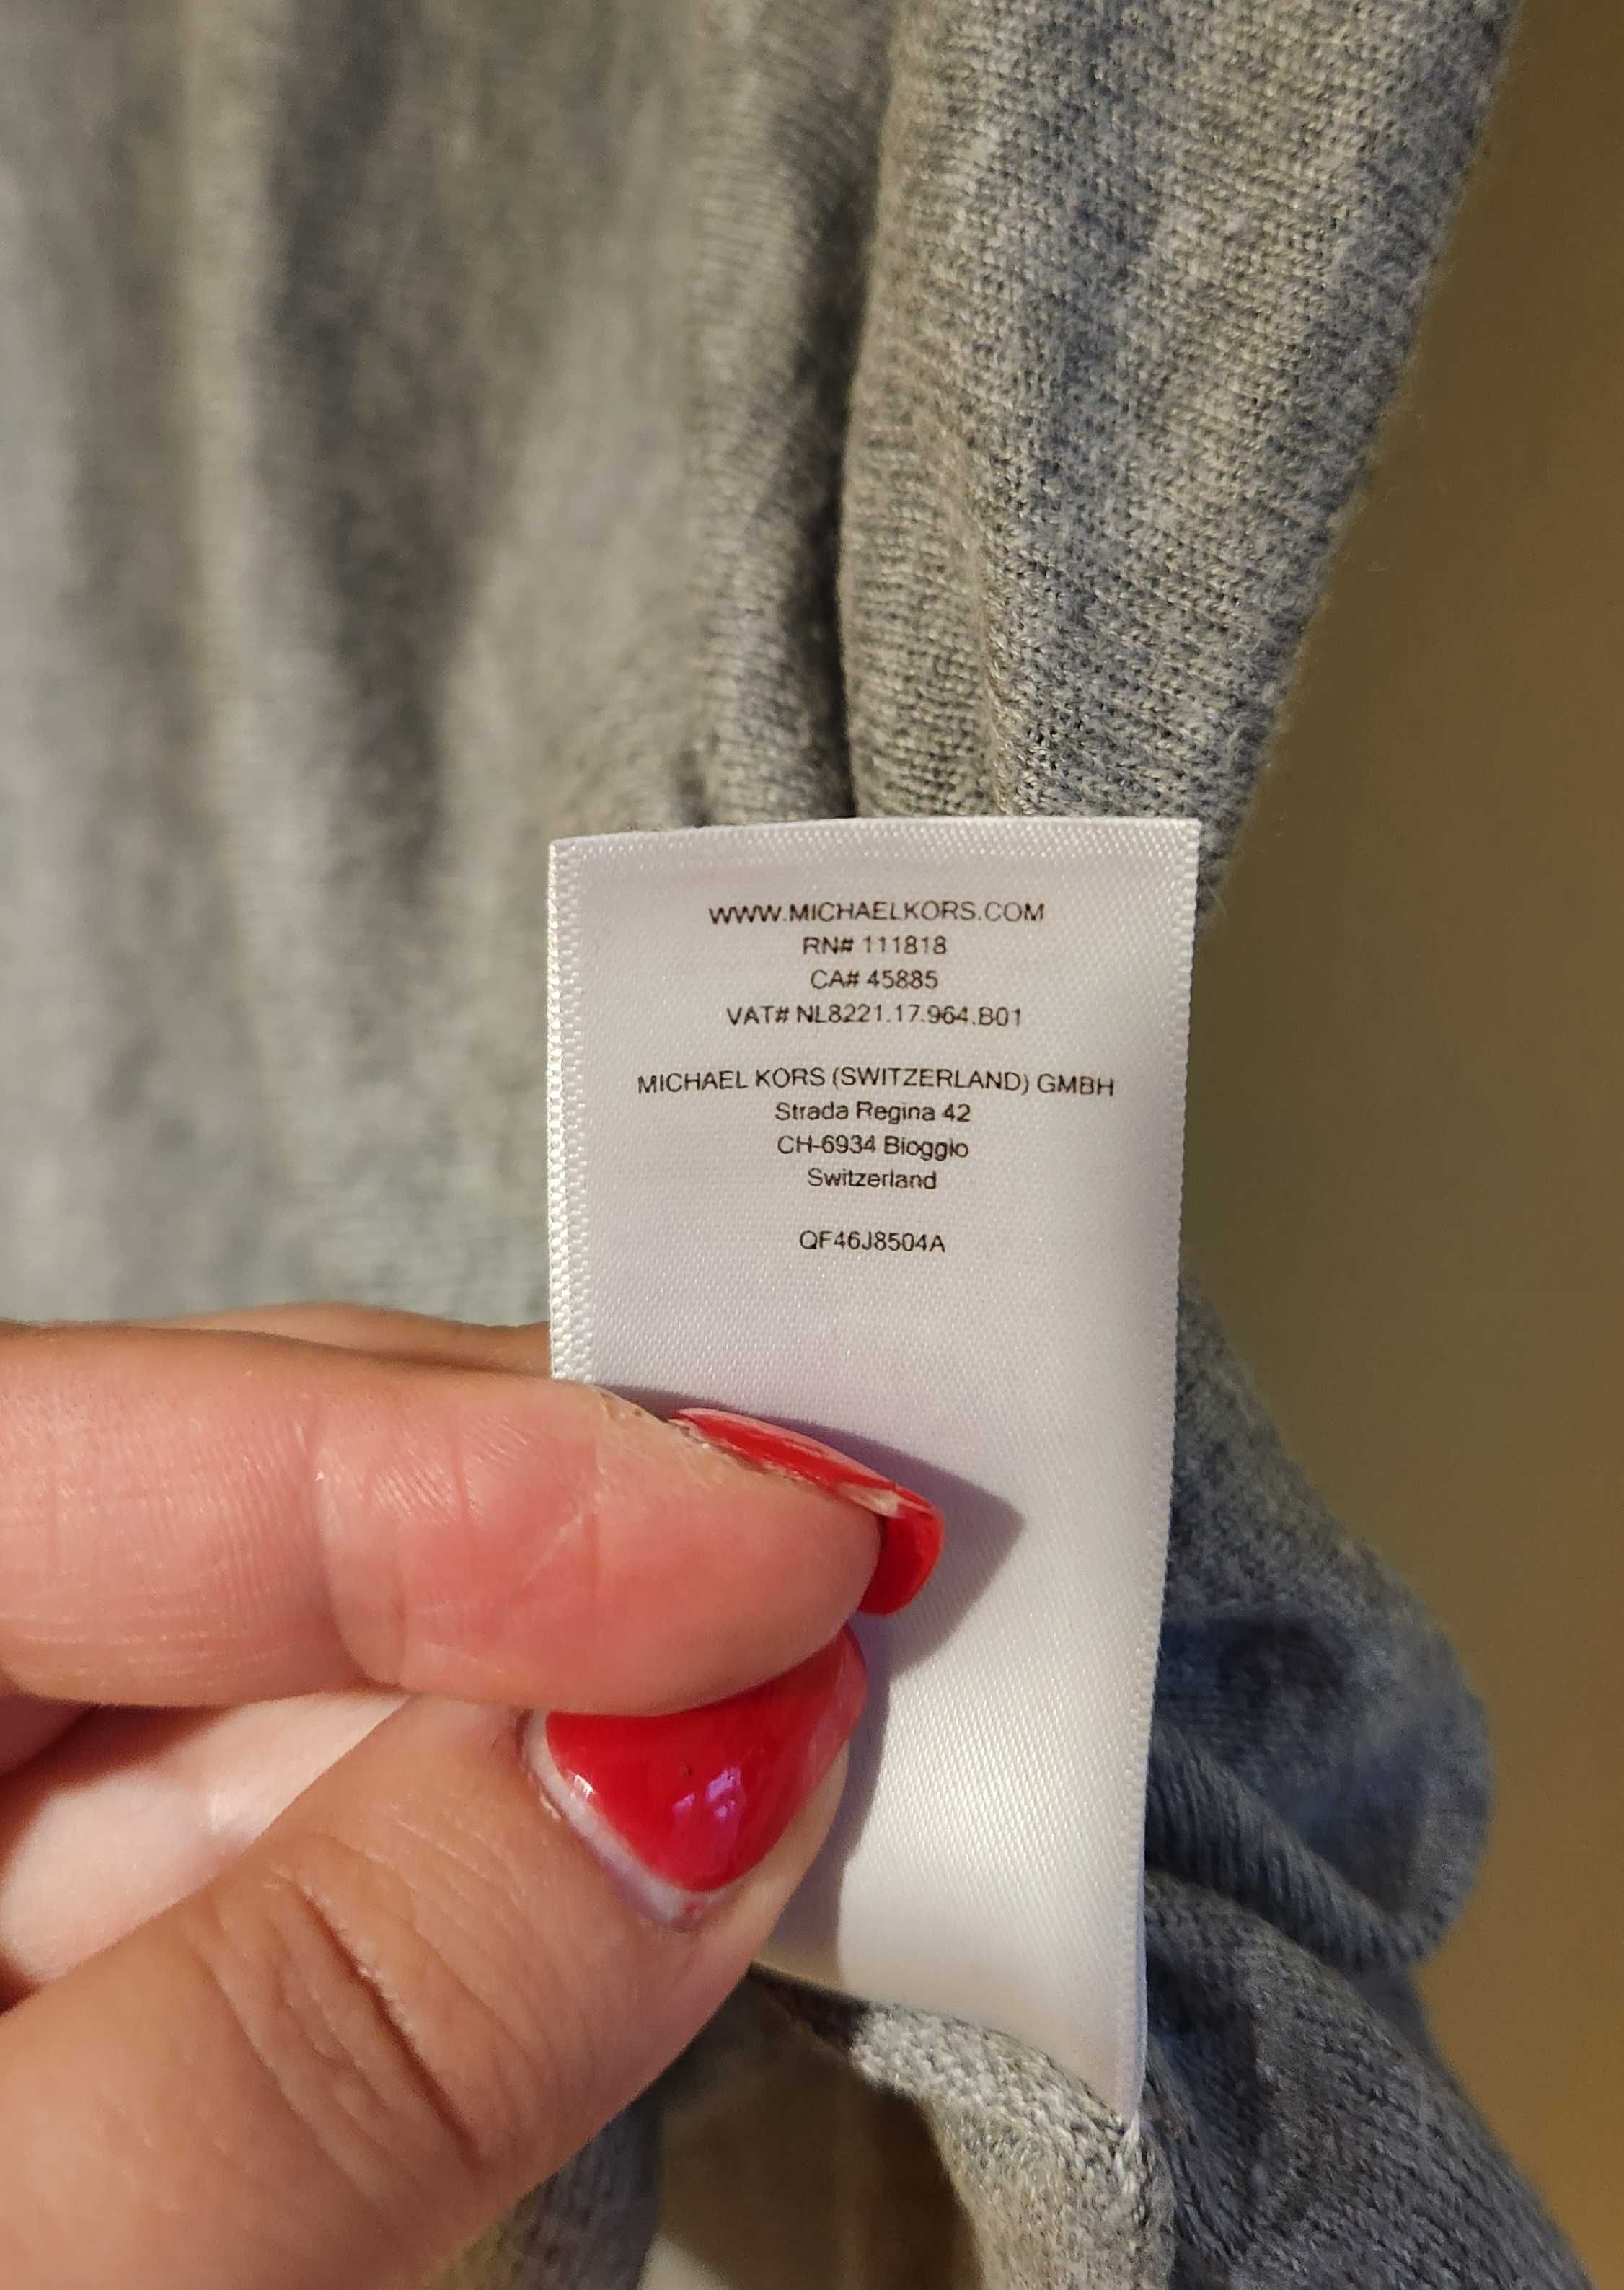 WWW.MICHAELKORS.COM
RN# 111818
CA# 45885
VAT# NL8221.17.964.B01
MICHAEL KORS (SWITZERLAND) GMBH
Strada Regina 42
CH-6934 Bioggio
Switzerland
QF46J8504A